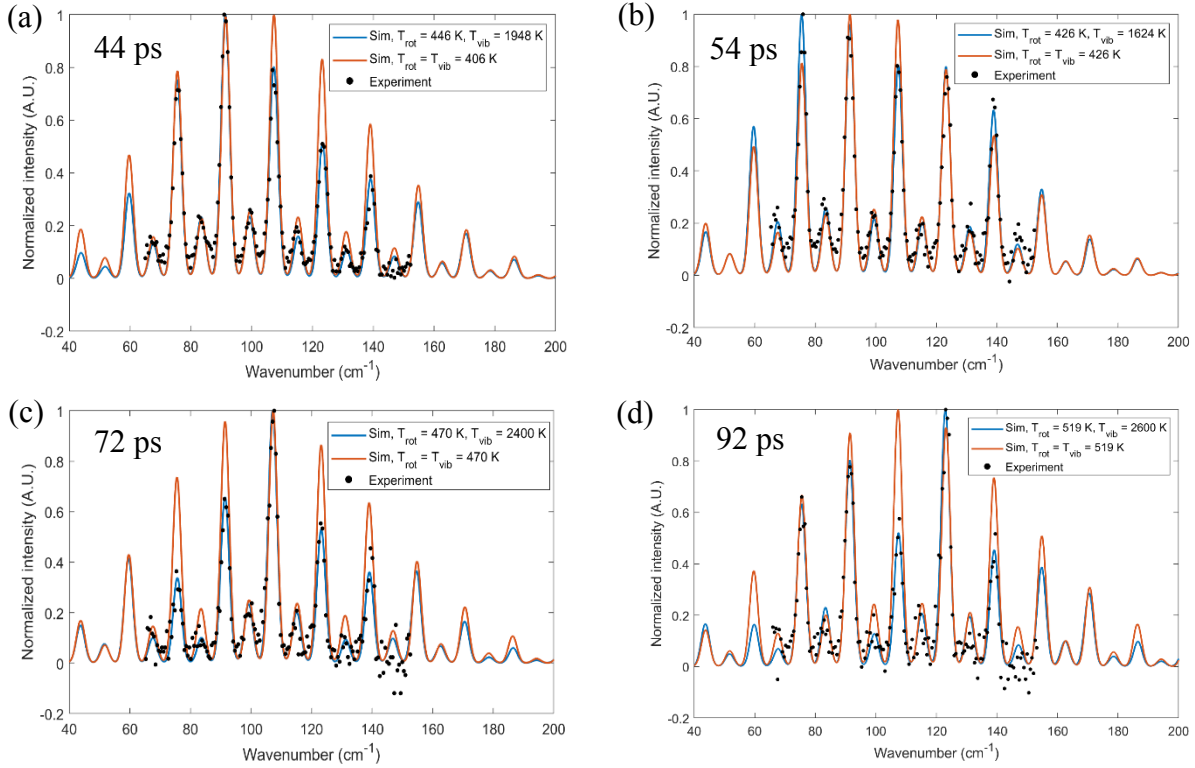 (a)
44 ps
Sim, T_rot = 446 K, T_vib = 1948 K
Sim, T_rot = T_vib = 406 K
Experiment
Normalized intensity (A.U.)
1
0.8
0.6
0.4
0.2
0
-0.2
40 60 80 100 120 140 160 180 200
Wavenumber (cm⁻¹)
(b)
54 ps
Sim, T_rot = 426 K, T_vib = 1624 K
Sim, T_rot = T_vib = 426 K
Experiment
Normalized intensity (A.U.)
1
0.8
0.6
0.4
0.2
0
-0.2
40 60 80 100 120 140 160 180 200
Wavenumber (cm⁻¹)
(c)
72 ps
Sim, T_rot = 470 K, T_vib = 2400 K
Sim, T_rot = T_vib = 470 K
Experiment
Normalized intensity (A.U.)
1
0.8
0.6
0.4
0.2
0
-0.2
40 60 80 100 120 140 160 180 200
Wavenumber (cm⁻¹)
(d)
92 ps
Sim, T_rot = 519 K, T_vib = 2600 K
Sim, T_rot = T_vib = 519 K
Experiment
Normalized intensity (A.U.)
1
0.8
0.6
0.4
0.2
0
-0.2
40 60 80 100 120 140 160 180 200
Wavenumber (cm⁻¹)